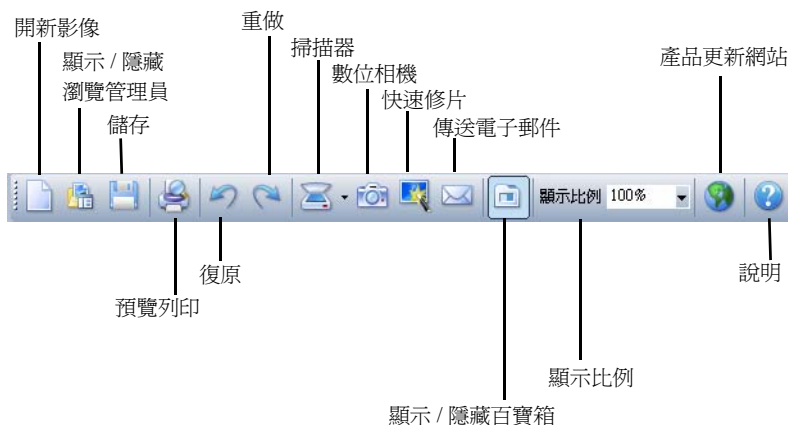 開新影像
顯示 / 隱藏
瀏覽管理員
儲存
重做
掃描器
數位相機
快速修片
傳送電子郵件
產品更新網站
顯示比例 100%
預覽列印
復原
顯示 / 隱藏百寶箱
顯示比例
說明